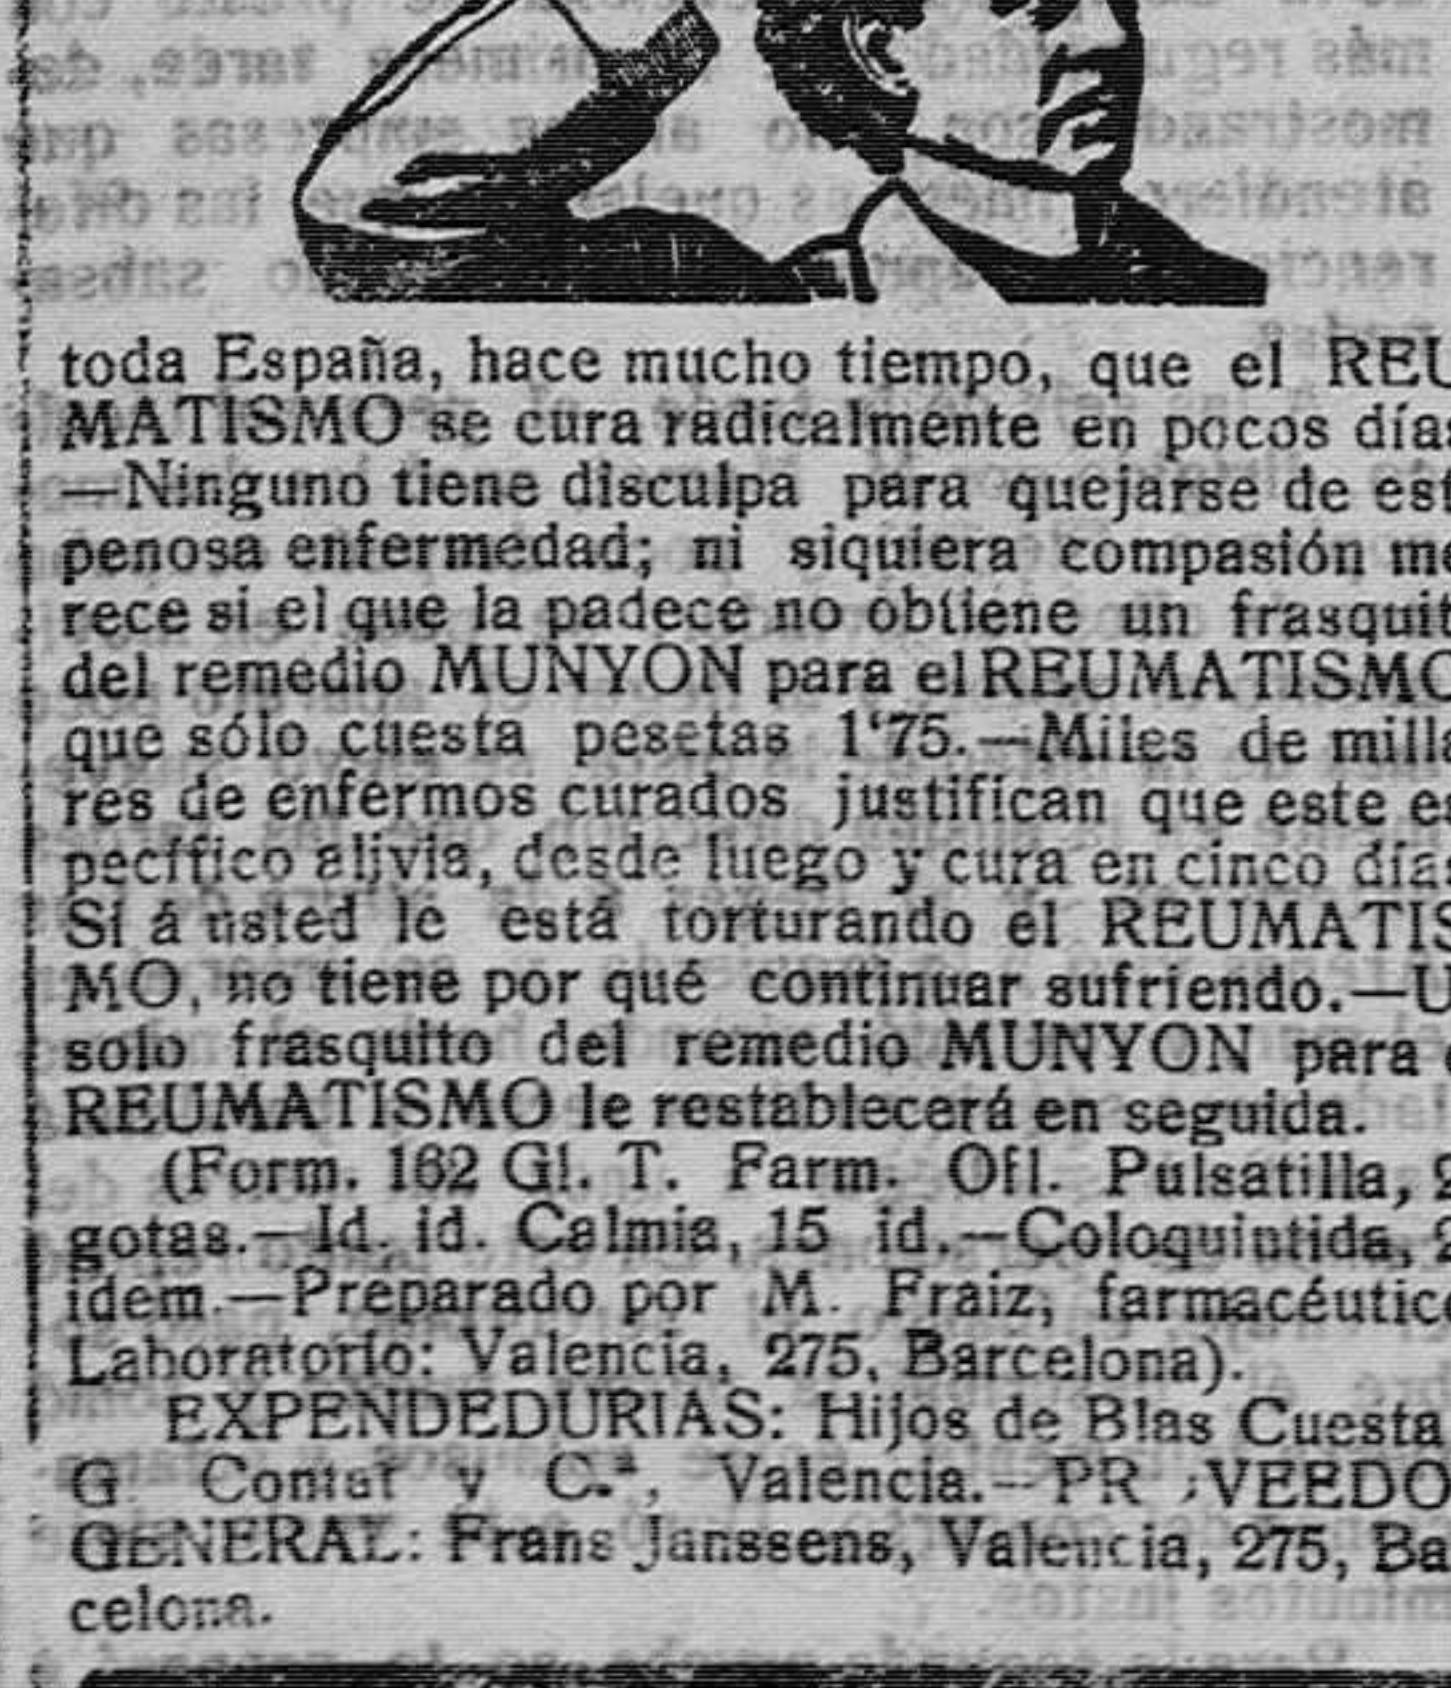 toda España, hace mucho tiempo, que el REU
MATISMO se cura radicalmente en pocos días
—Ninguno tiene disculpa para quejarse de est
penosa enfermedad; ni siquiera compasión me
rece si el que la padece no obtiene un frasquit
del remedio MUNYON para el REUMATISMO
que sólo cuesta pesetas 1'75.—Miles de milla
res de enfermos curados justifican que este es
pecífico alivia, desde luego y cura en cinco días
Si á usted le está torturando el REUMATIS
MO, no tiene por qué continuar sufriendo.—U
solo frasquito del remedio MUNYON para e
REUMATISMO le restablecerá en seguida.
(Form. 162 Gl. T. Farm. Ofl. Pulsatilla, 2
gotas.—Id. id. Calmia, 15 id.—Coloquintida, 2
idem.—Preparado por M. Fraiz, farmacéutico
Laboratorio: Valencia, 275, Barcelona).
EXPENDEDURIAS: Hijos de Blas Cuesta
G. y C.ª, Valencia.—PR VEEDO
GENERAL: Frans Janssens, Valencia, 275, Ba
celona.